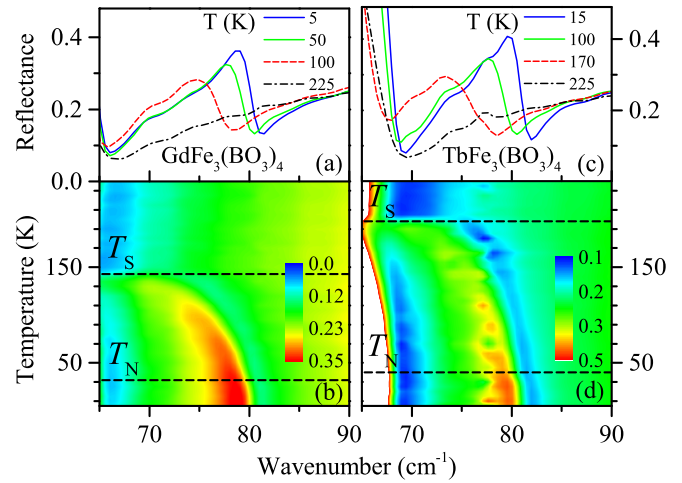 T (K)
5
50
100
225
(a)
GdFe3(BO3)4
Reflectance
0.4
0.2
0.0
T (K)
15
100
170
225
(c)
TbFe3(BO3)4
0.4
0.2
Temperature (K)
150
50
TS
TN
0.0
0.12
0.23
0.35
(b)
TS
TN
0.1
0.2
0.3
0.5
(d)
150
50
70 80 90
70 80 90
Wavenumber (cm-1)